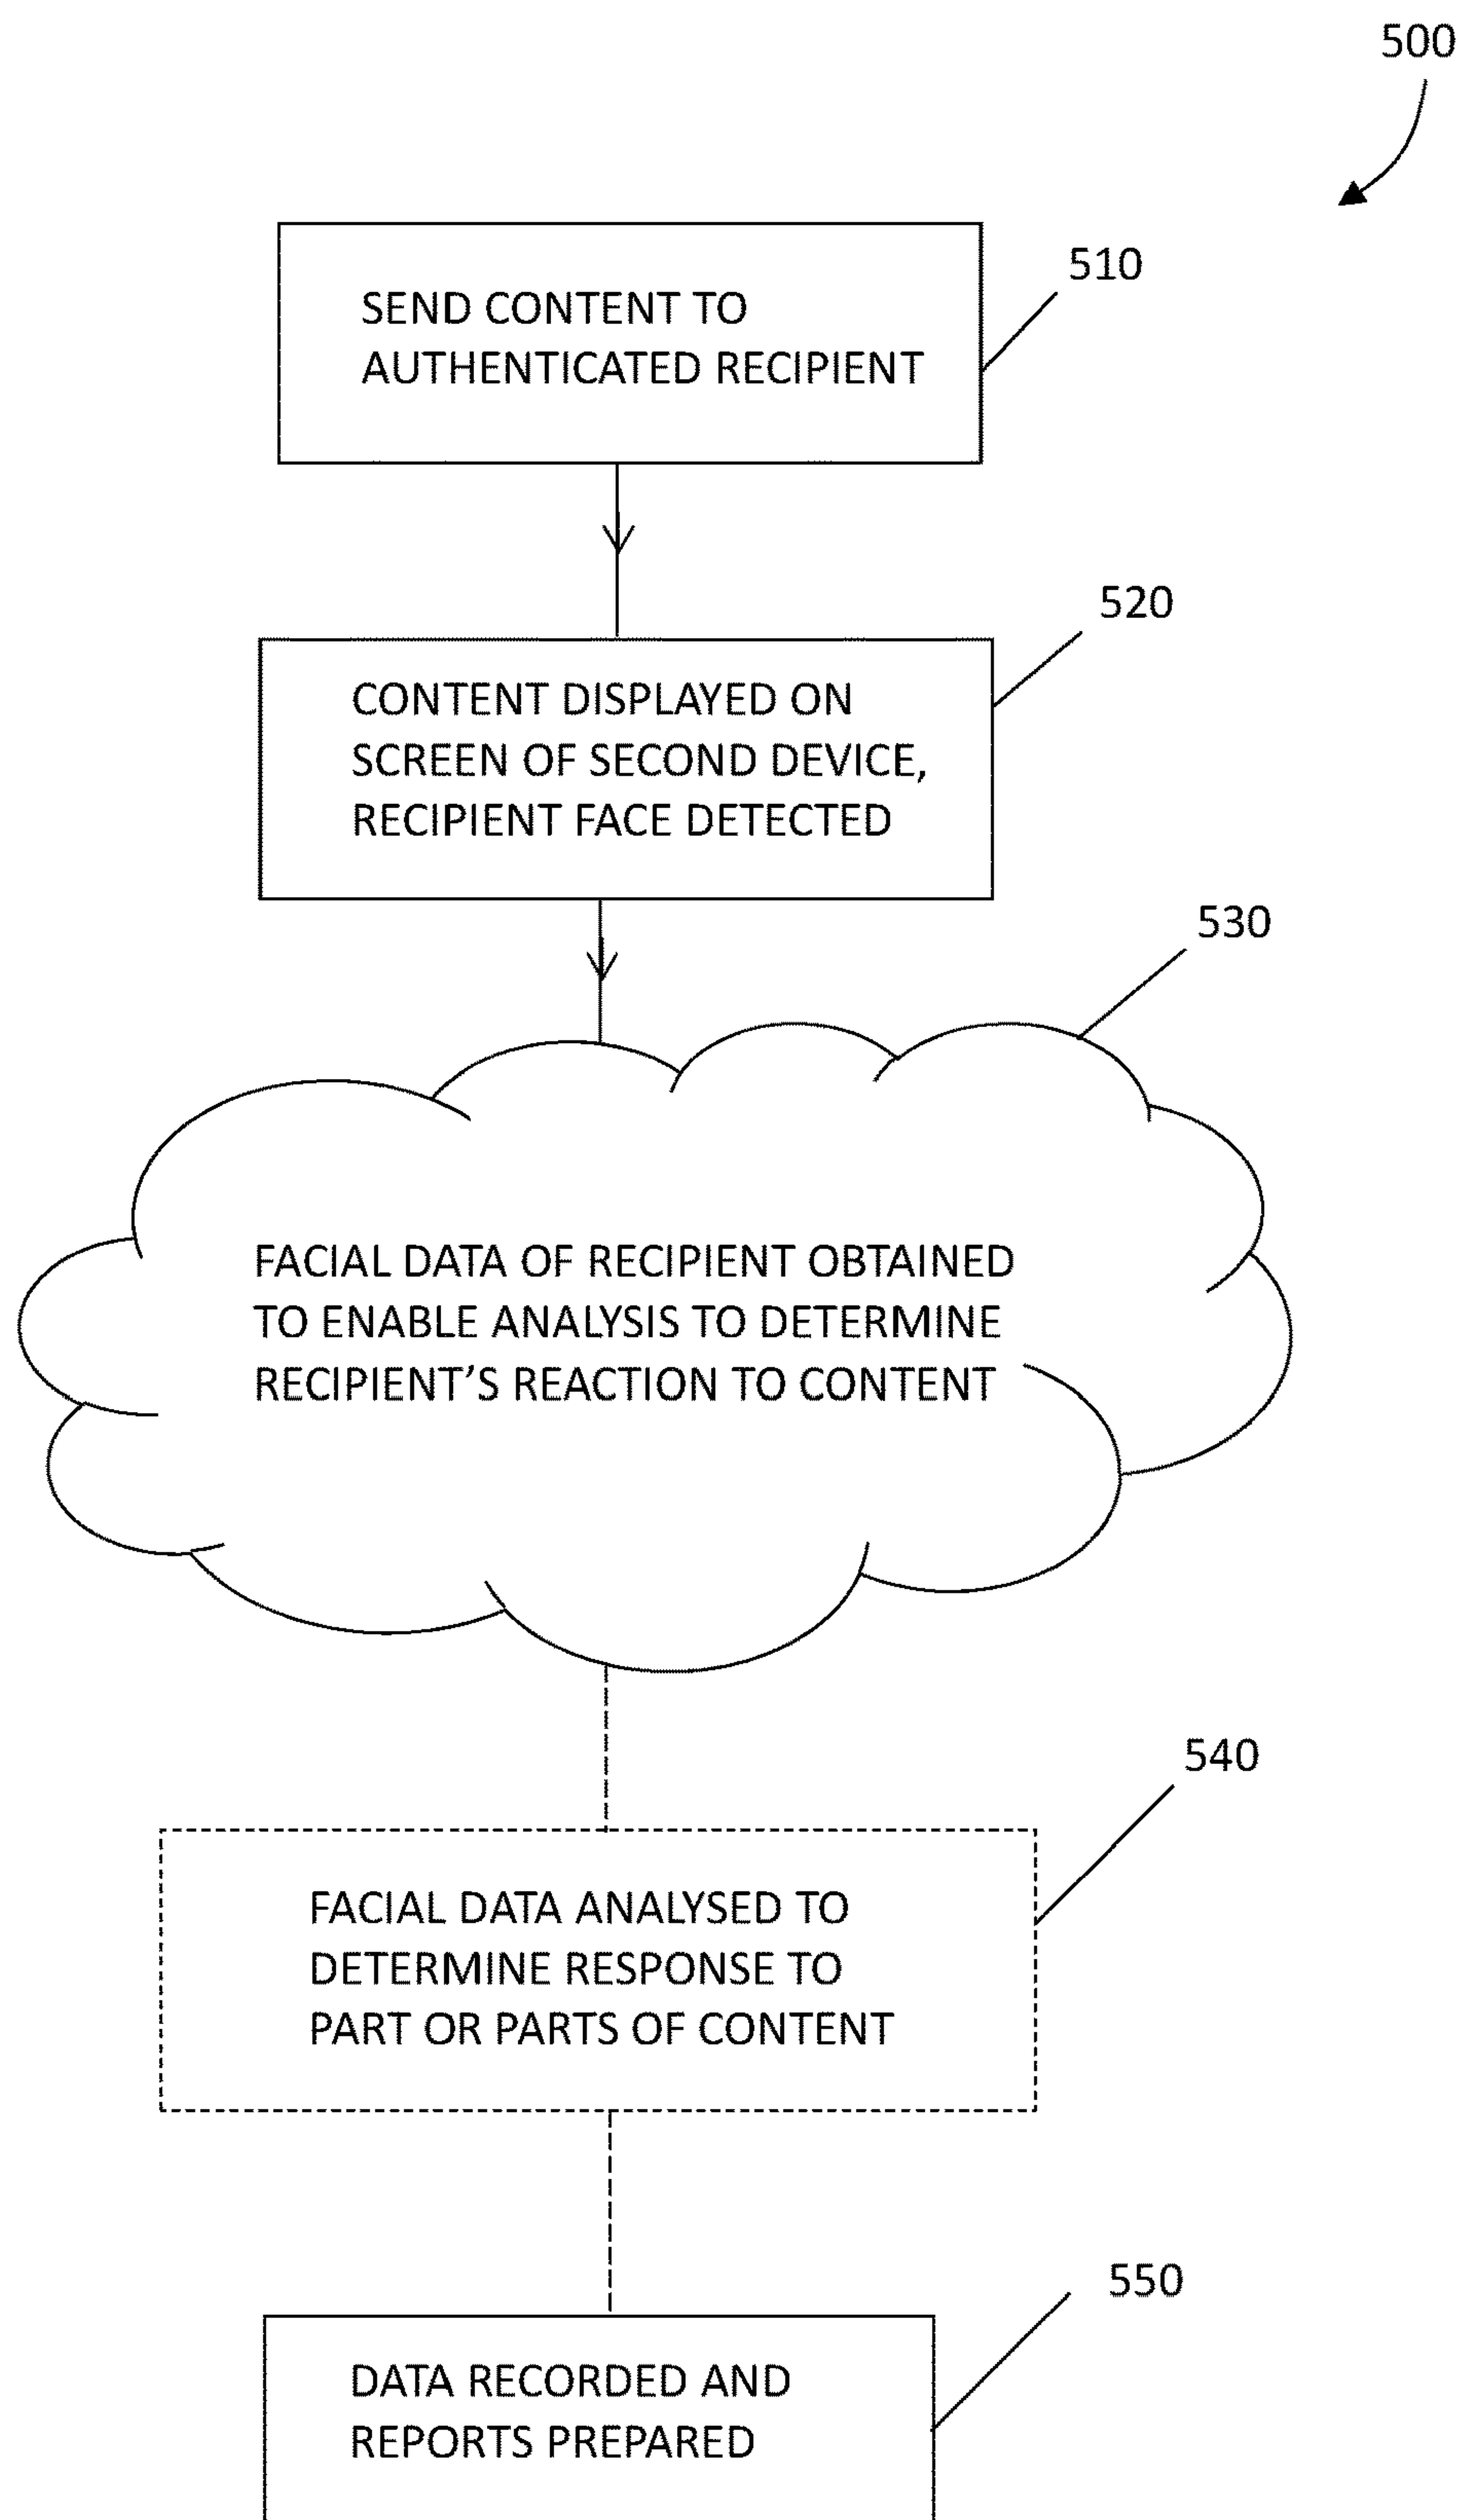 500
510
SEND CONTENT TO
AUTHENTICATED RECIPIENT
520
CONTENT DISPLAYED ON
SCREEN OF SECOND DEVICE,
RECIPIENT FACE DETECTED
530
FACIAL DATA OF RECIPIENT OBTAINED
TO ENABLE ANALYSIS TO DETERMINE
RECIPIENT’S REACTION TO CONTENT
540
FACIAL DATA ANALYSED TO
DETERMINE RESPONSE TO
PART OR PARTS OF CONTENT
550
DATA RECORDED AND
REPORTS PREPARED